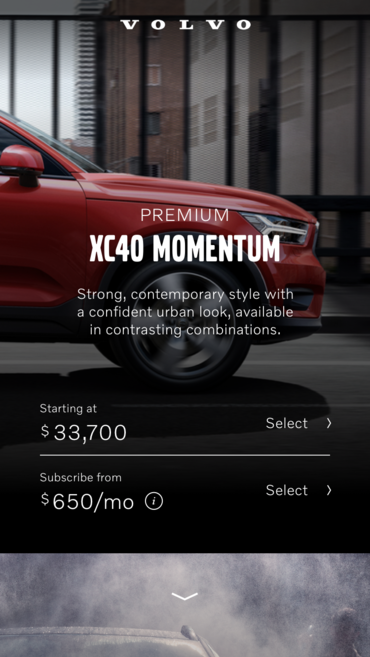 VOLVO
PREMIUM
XC40 MOMENTUM
Strong, contemporary style with
a confident urban look, available
in contrasting combinations.
Starting at
$33,700
Select
Subscribe from
$650/mo
Select